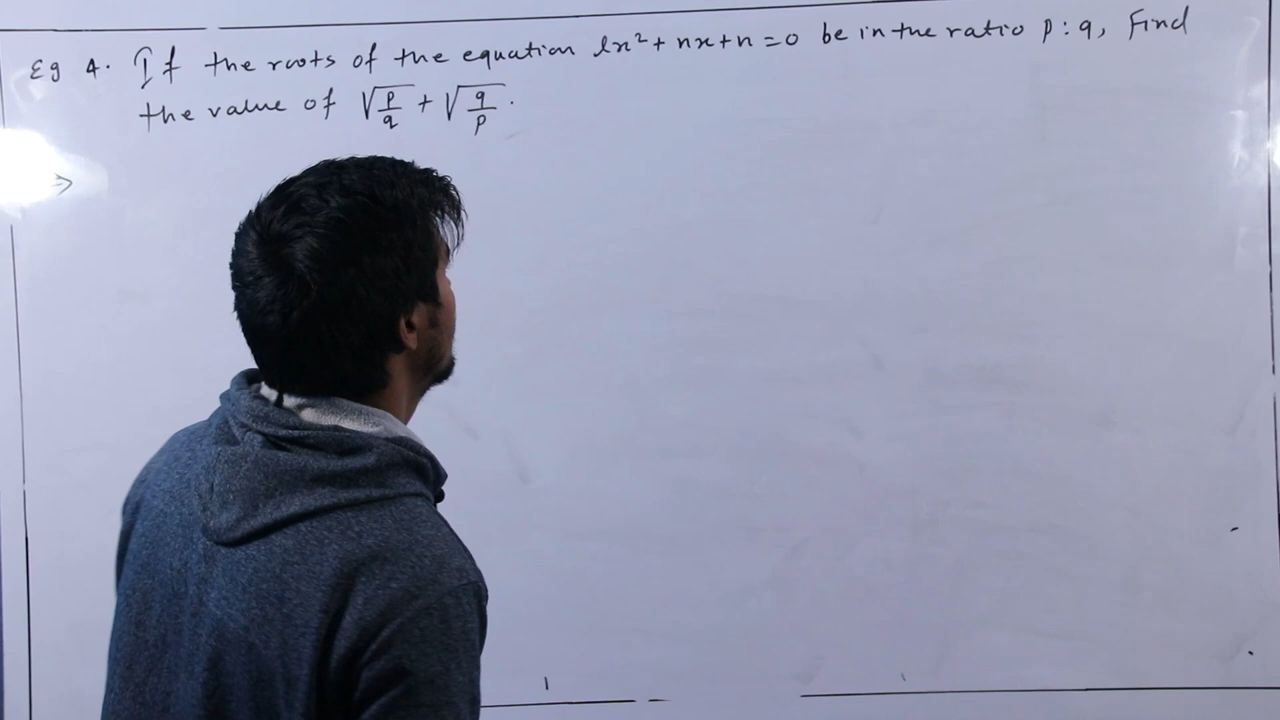 Eg 4. If the roots of the equation lx² + nx + n = 0 be in the ratio p : q, Find
the value of √(p/q) + √(q/p).
⇒